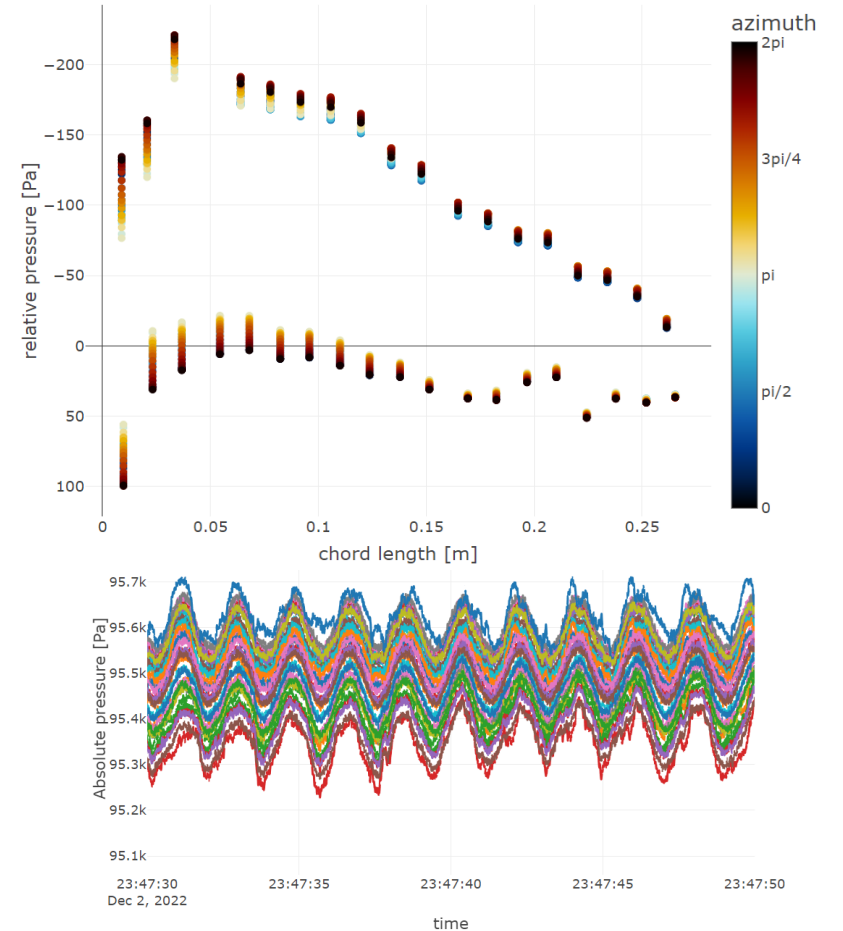 azimuth
2pi
3pi/4
pi
pi/2
0
relative pressure [Pa]
−200
−150
−100
−50
0
50
100
0 0.05 0.1 0.15 0.2 0.25
chord length [m]
Absolute pressure [Pa]
95.7k
95.6k
95.5k
95.4k
95.3k
95.2k
95.1k
23:47:30 23:47:35 23:47:40 23:47:45 23:47:50
Dec 2, 2022
time